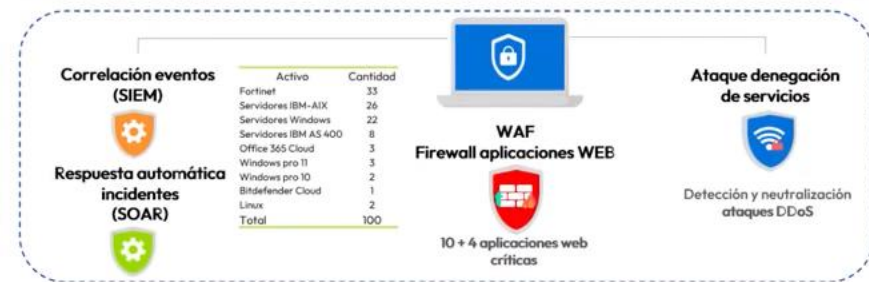 Correlación eventos
(SIEM)
Respuesta automática
incidentes
(SOAR)
Activo Cantidad
Fortinet 33
Servidores IBM-AIX 26
Servidores Windows 22
Servidores IBM AS 400 8
Office 365 Cloud 3
Windows pro 11 3
Windows pro 10 2
Bitdefender Cloud 1
Linux 2
Total 100
WAF
Firewall aplicaciones WEB
10 + 4 aplicaciones web
críticas
Ataque denegación
de servicios
Detección y neutralización
ataques DDoS